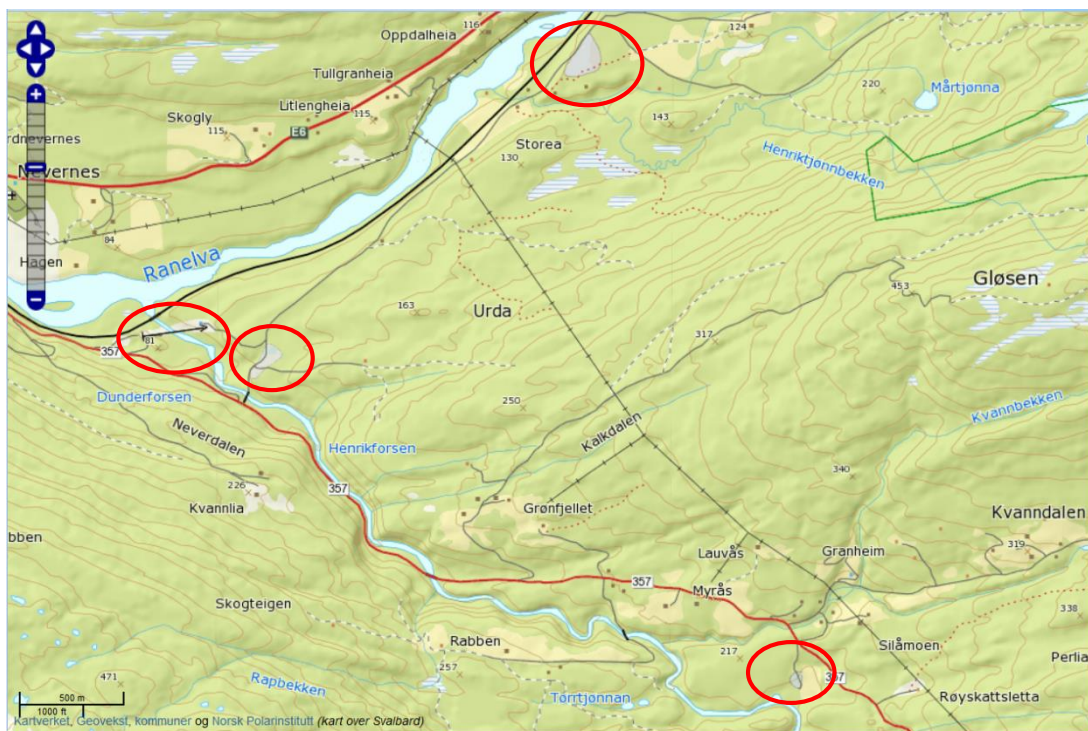 116
Oppdalheia
124
Tullgranheia
Mårtjønna
220
Litlengheia
115
Skogly
115
E6
143
rdnevernes
Storea
130
Henriktjønnbekken
Nevernes
84
Ranelva
Hagen
Gløsen
453
163
Urda
317
81
357
Dunderforsen
250
Kvannbekken
Neverdalen
Kalkdalen
Henrikforsen
340
226
357
Kvannlia
Grønfjellet
Kvanndalen
bben
319
Lauvås
Granheim
357
Myrås
Skogteigen
338
Rabben
Silåmoen
217
Perlia
257
471
Rapbekken
357
Tørrtjønnan
Røyskattsletta
500 m
1000 ft
Kartverket, Geovekst, kommuner og Norsk Polarinstitutt (kart over Svalbard)